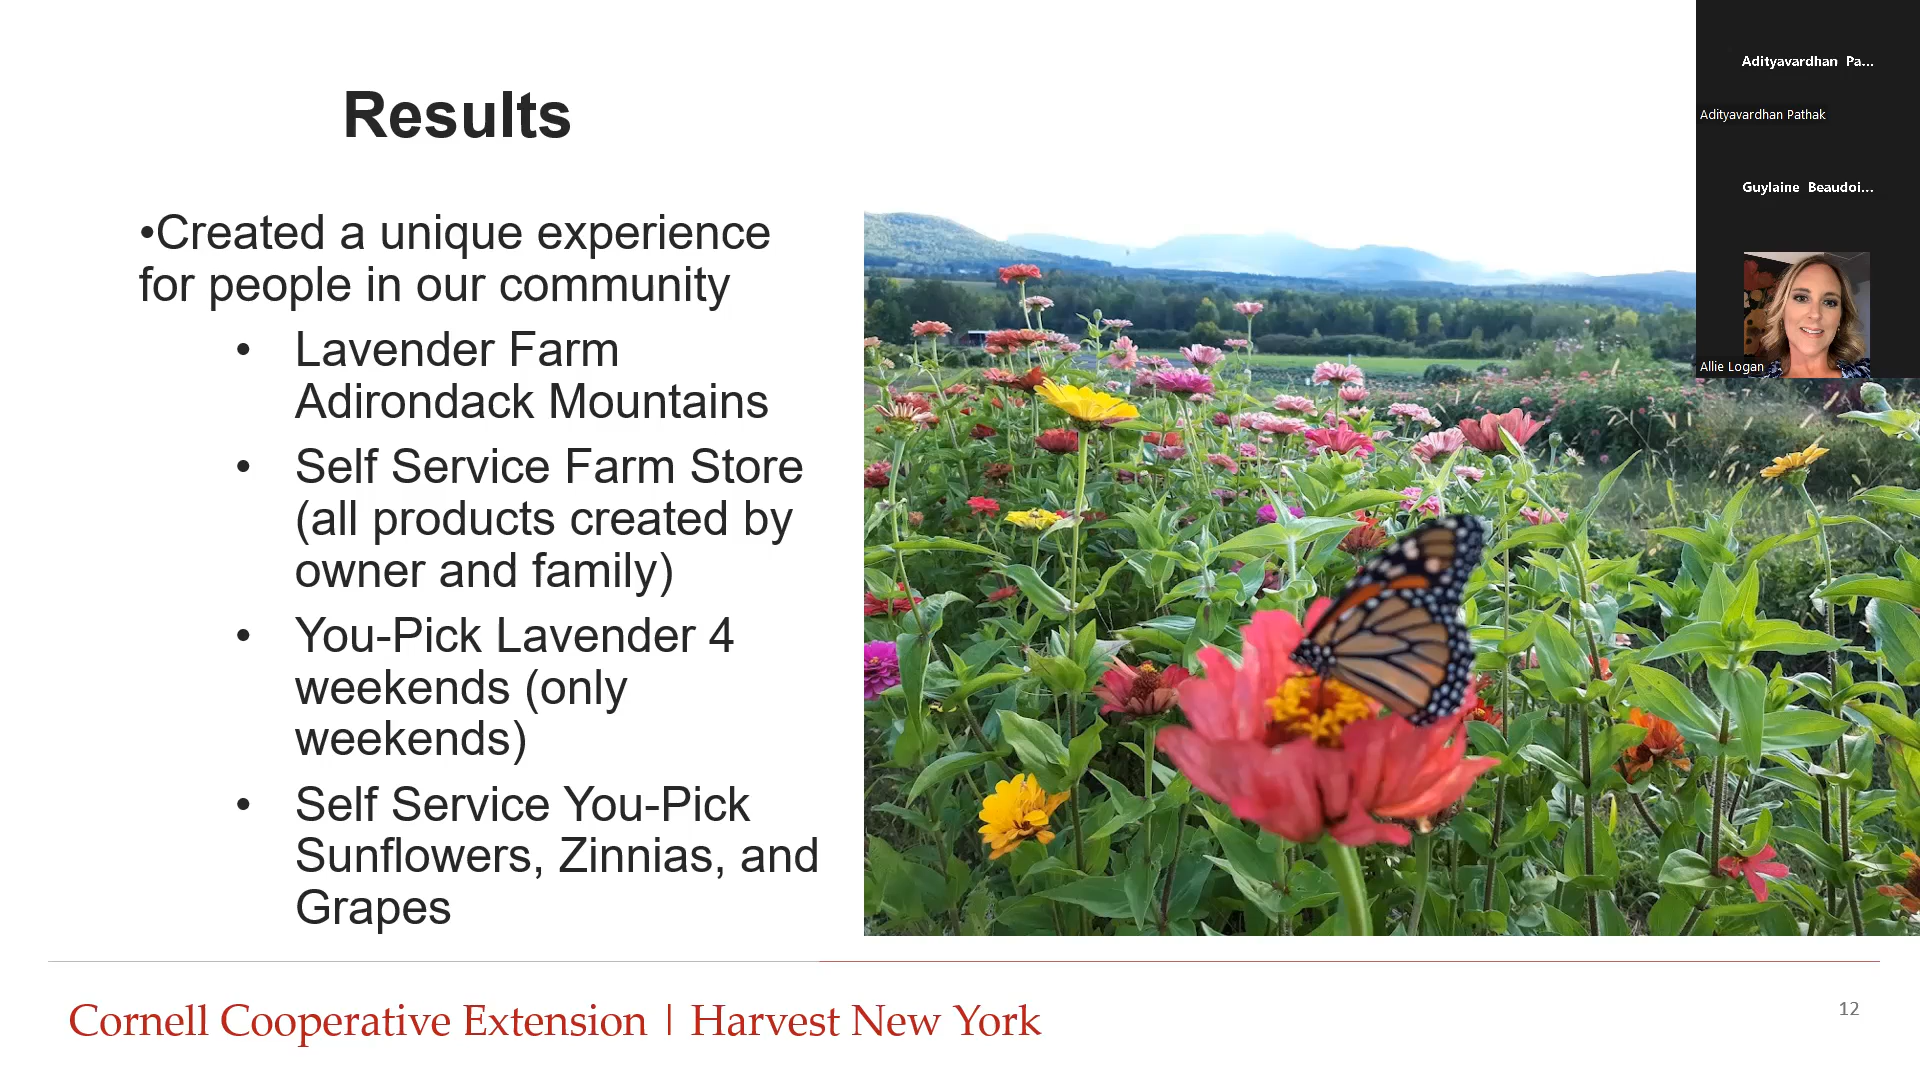 Results
•Created a unique experience
for people in our community
• Lavender Farm
Adirondack Mountains
• Self Service Farm Store
(all products created by
owner and family)
• You-Pick Lavender 4
weekends (only
weekends)
• Self Service You-Pick
Sunflowers, Zinnias, and
Grapes
Cornell Cooperative Extension | Harvest New York
12
Adityavardhan Pa...
Adityavardhan Pathak
Guylaine Beaudoi...
Allie Logan